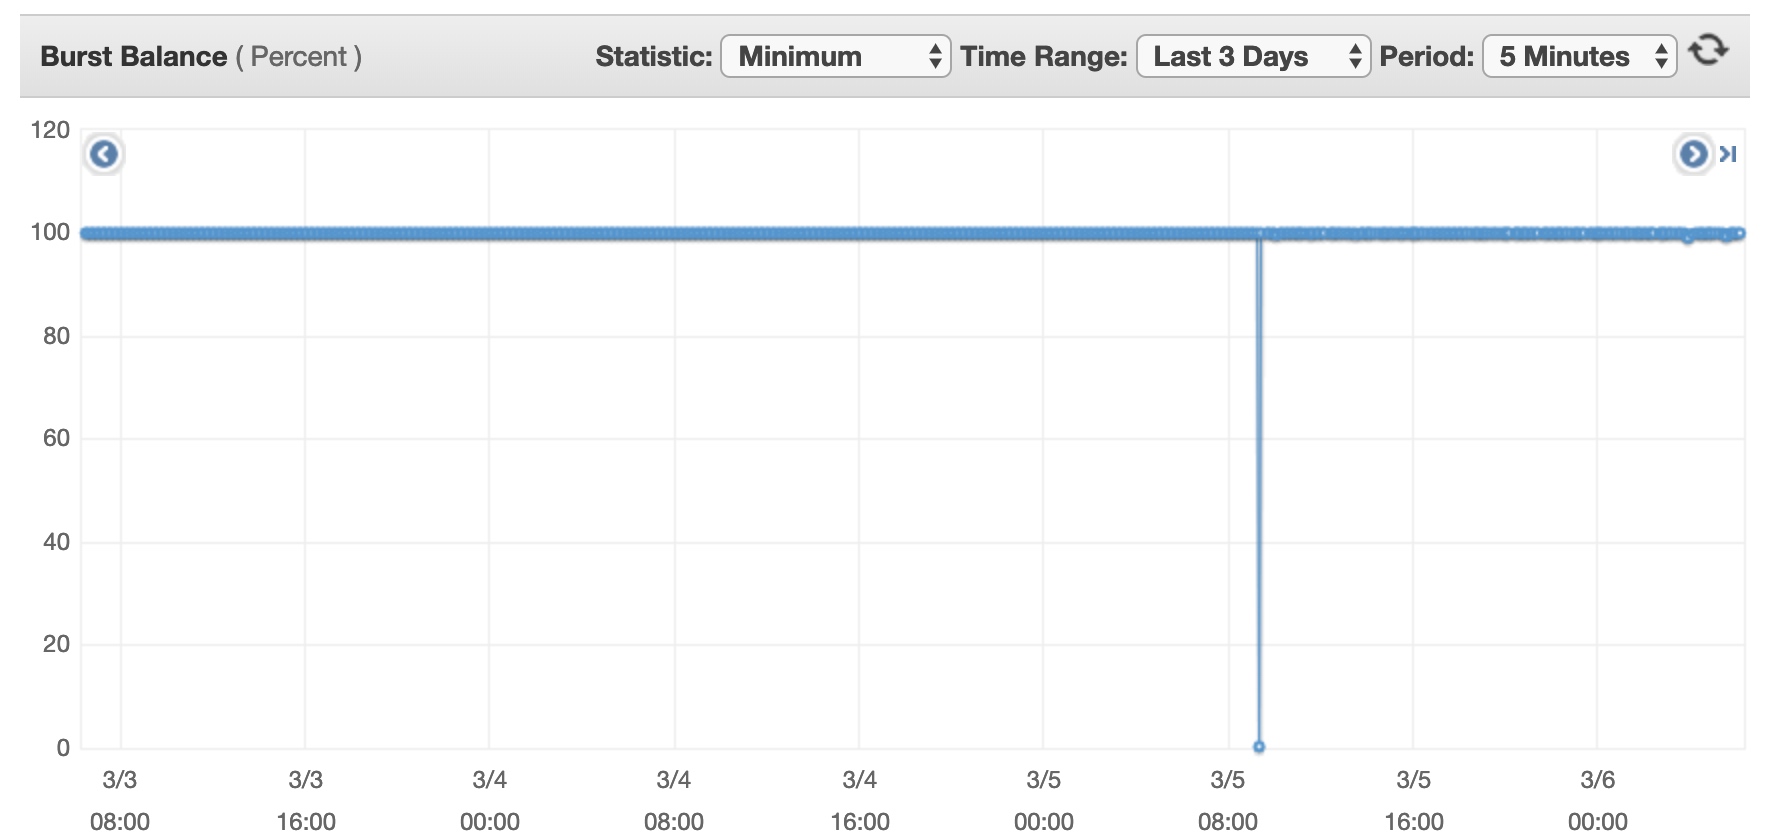 Burst Balance ( Percent ) Statistic: Minimum Time Range: Last 3 Days Period: 5 Minutes
120
100
80
60
40
20
0
3/3 3/3 3/4 3/4 3/4 3/5 3/5 3/5 3/6
08:00 16:00 00:00 08:00 16:00 00:00 08:00 16:00 00:00